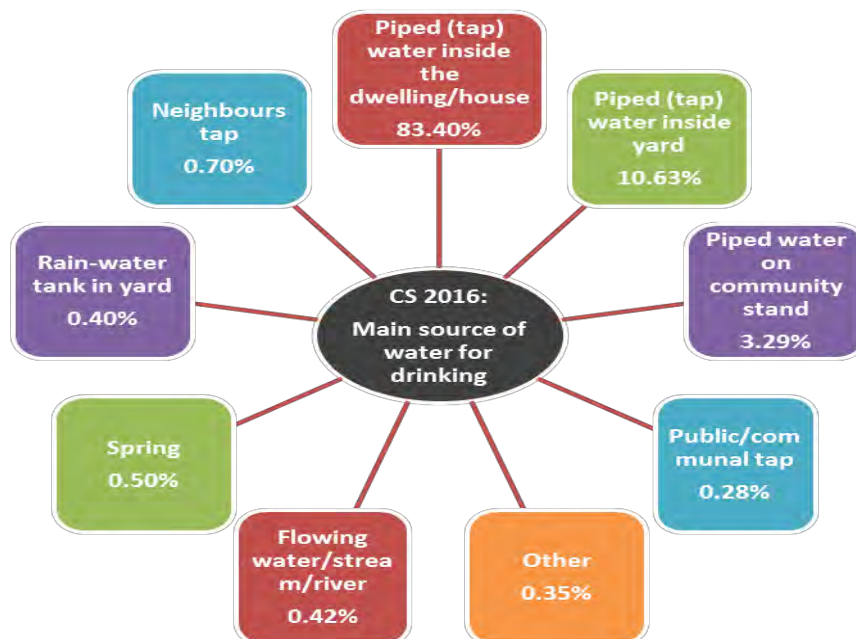 Piped (tap)
water inside
the
dwelling/house
83.40%
Piped (tap)
water inside
yard
10.63%
Piped water
on
community
stand
3.29%
Public/com
munal tap
0.28%
Other
0.35%
Flowing
water/strea
m/river
0.42%
Spring
0.50%
Rain-water
tank in yard
0.40%
Neighbours
tap
0.70%
CS 2016:
Main source of
water for
drinking